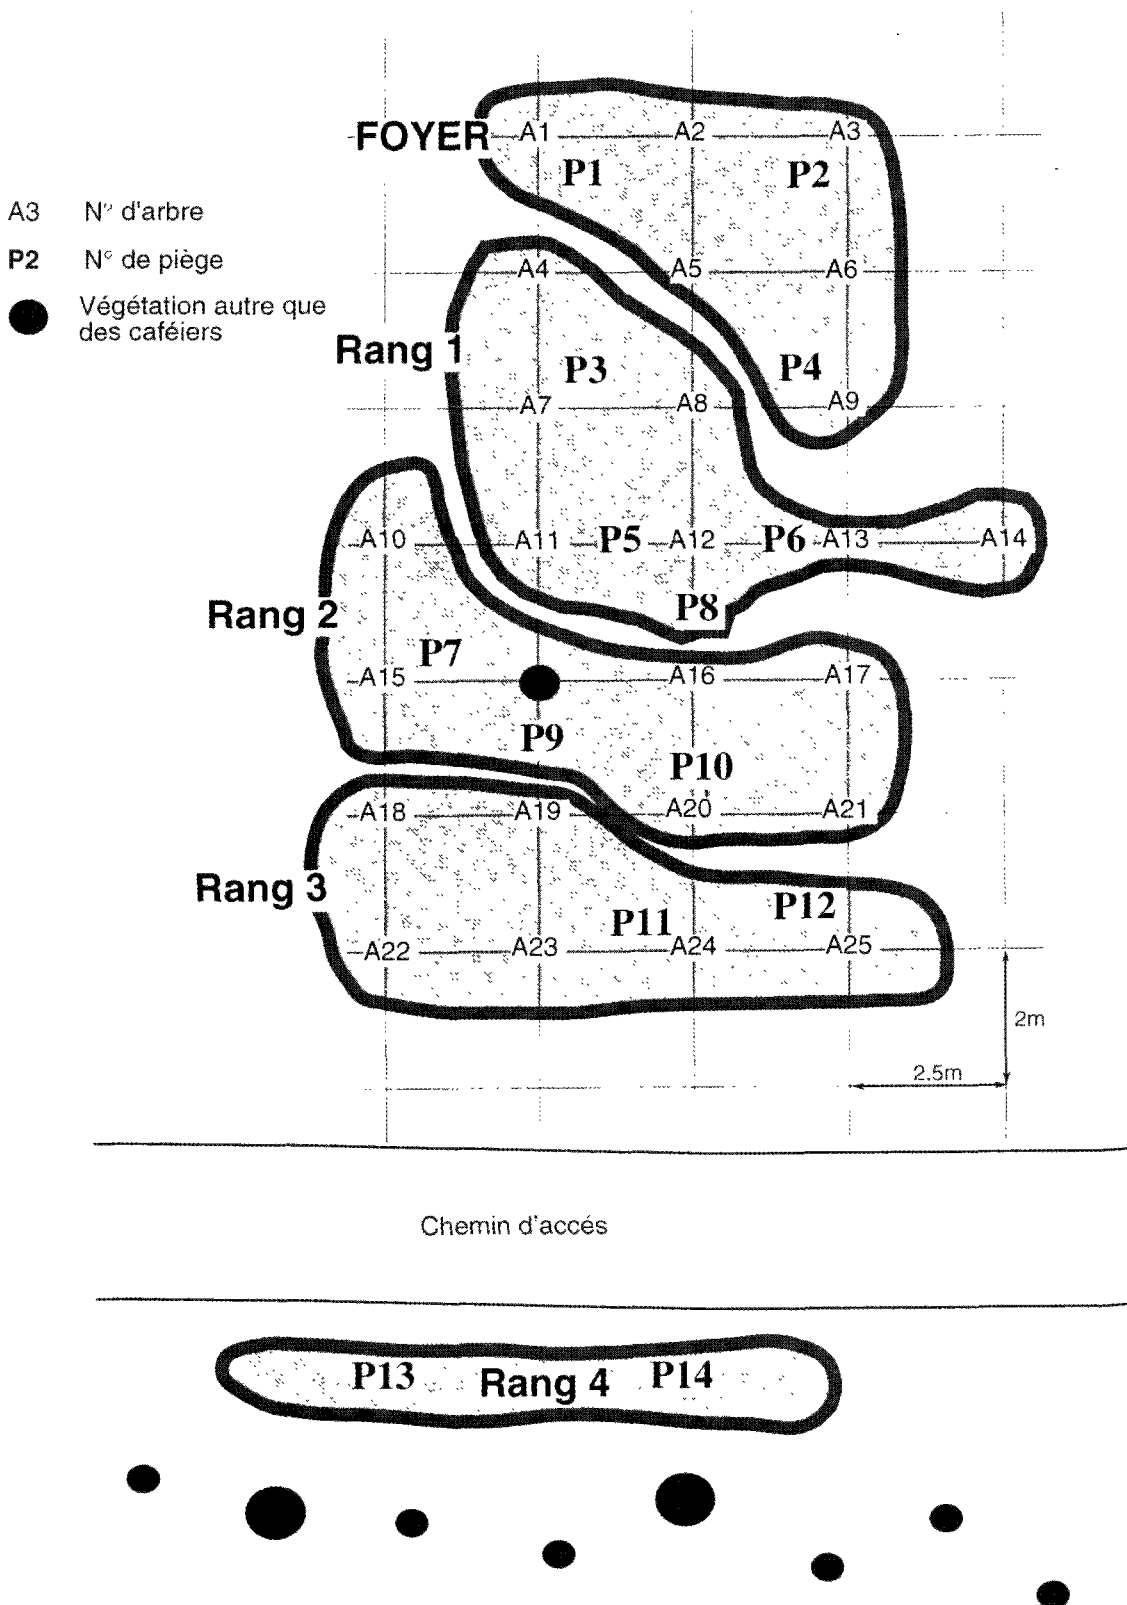 A1 A2 A3
FOYER
P1 P2
A3 N° d'arbre
P2 N° de piège
Végétation autre que
des caféiers
A4 A5 A6
Rang 1
P3 P4
A7 A8 A9
A10 A11 P5 A12 P6 A13 A14
P8
Rang 2
P7
A15 A16 A17
P9
P10
A18 A19 A20 A21
Rang 3
P11 P12
A22 A23 A24 A25
2m
2,5m
Chemin d'accés
P13 Rang 4 P14